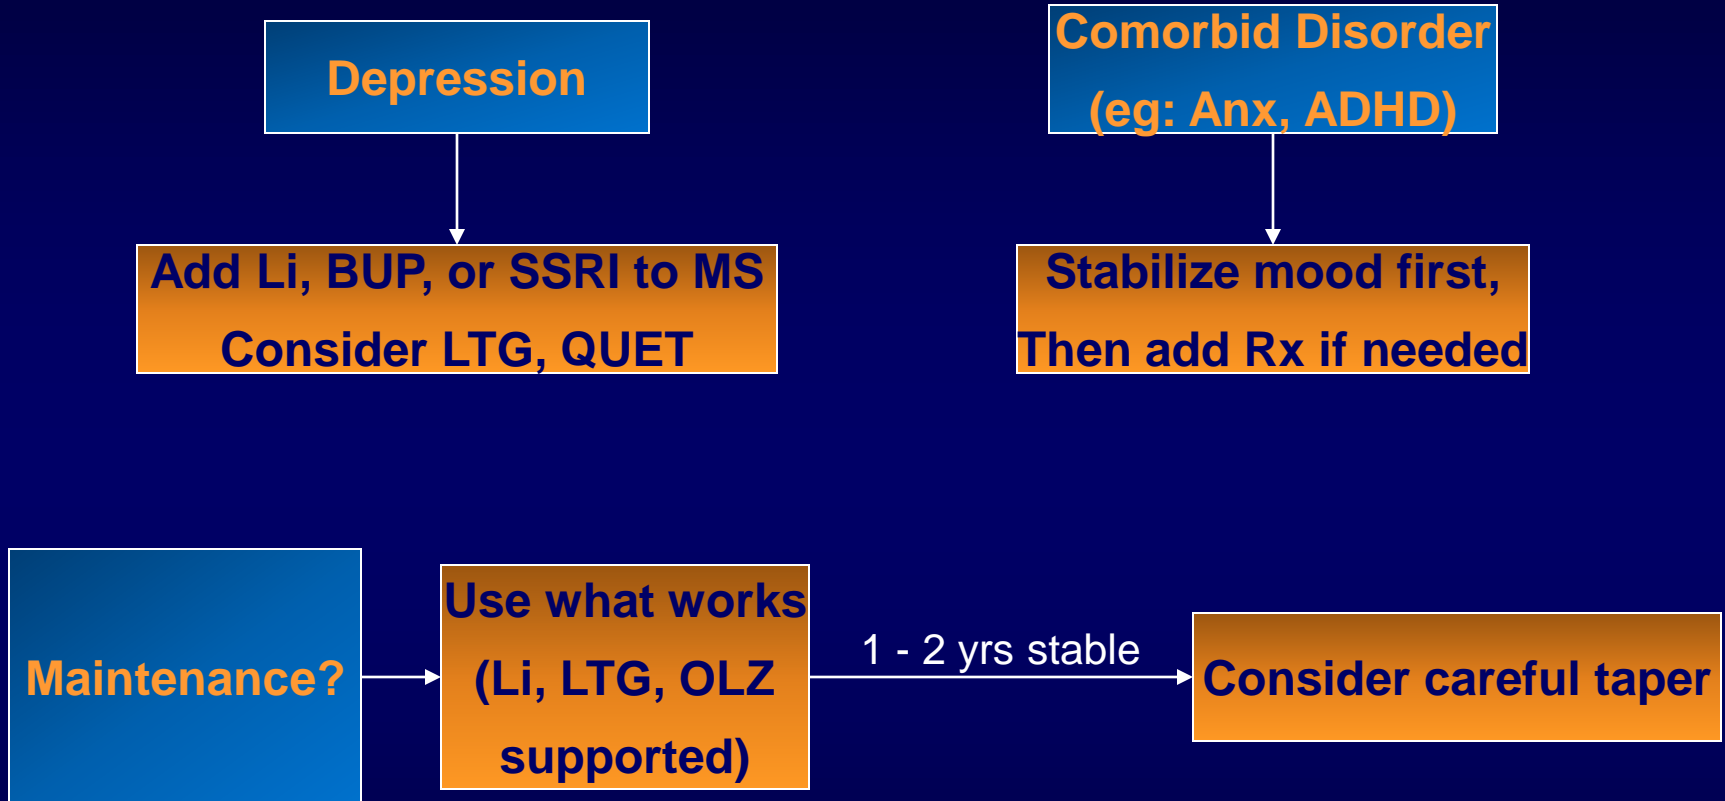 Depression
Comorbid Disorder
(eg: Anx, ADHD)
Add Li, BUP, or SSRI to MS
Consider LTG, QUET
Stabilize mood first,
Then add Rx if needed
Maintenance?
Use what works
(Li, LTG, OLZ
supported)
1 - 2 yrs stable
Consider careful taper